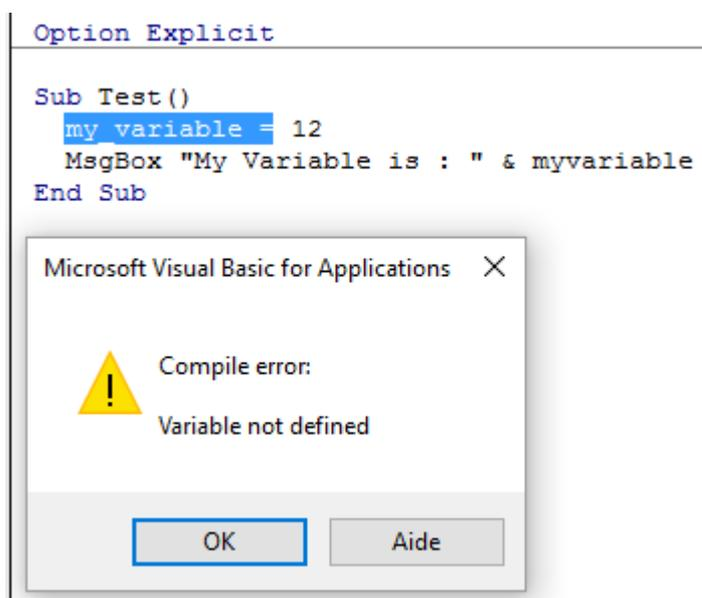 Option Explicit
Sub Test()
my_variable = 12
MsgBox "My Variable is : " & myvariable
End Sub
Microsoft Visual Basic for Applications
Compile error:
Variable not defined
OK
Aide